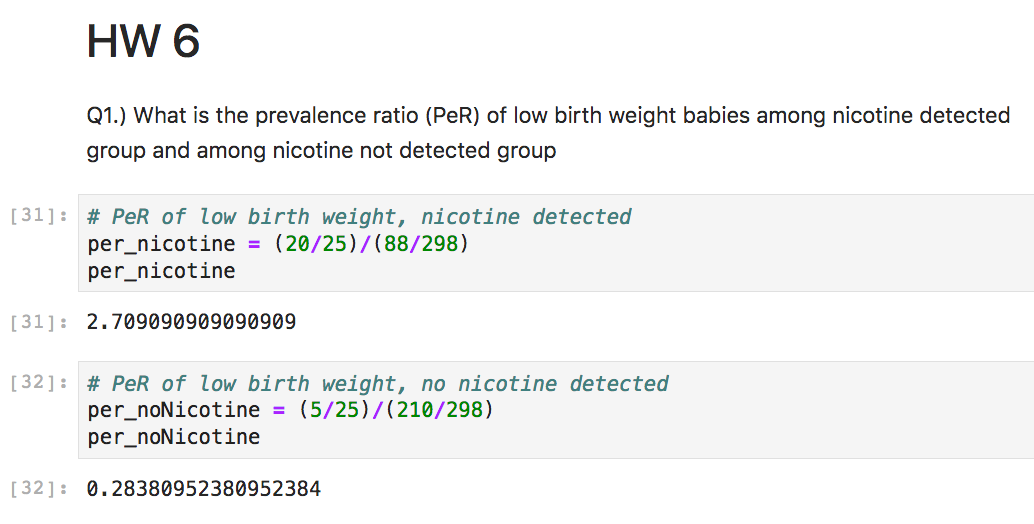 HW 6
Q1.) What is the prevalence ratio (PeR) of low birth weight babies among nicotine detected
group and among nicotine not detected group
[31]: # PeR of low birth weight, nicotine detected
per_nicotine = (20/25)/(88/298)
per_nicotine
[31]: 2.709090909090909
[32]: # PeR of low birth weight, no nicotine detected
per_noNicotine = (5/25)/(210/298)
per_noNicotine
[32]: 0.28380952380952384